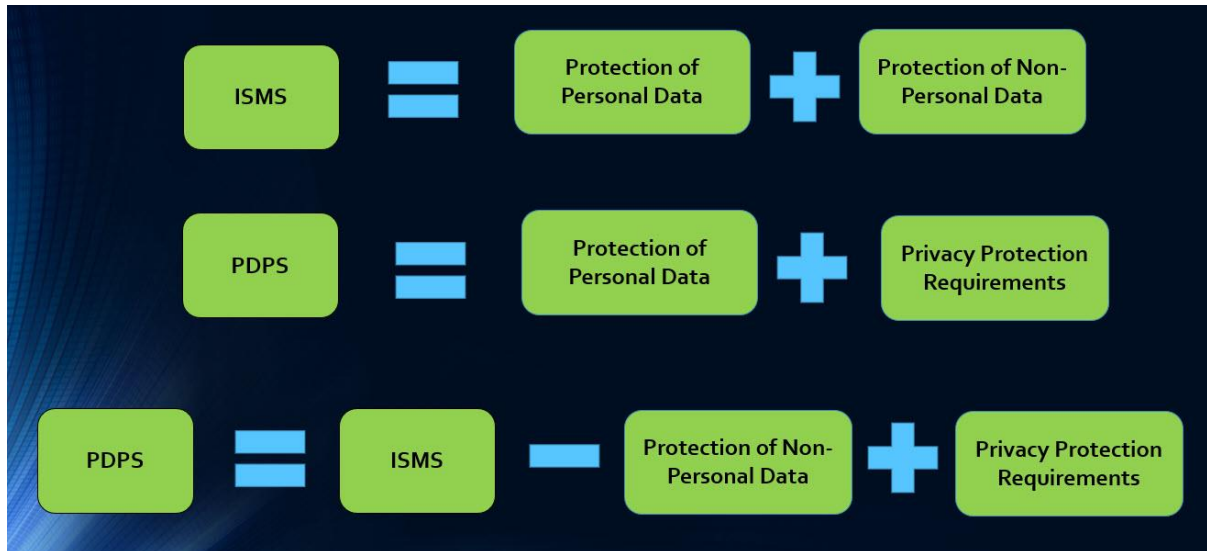 ISMS
Protection of
Personal Data
Protection of Non-
Personal Data
PDPS
Protection of
Personal Data
Privacy Protection
Requirements
PDPS
ISMS
Protection of Non-
Personal Data
Privacy Protection
Requirements